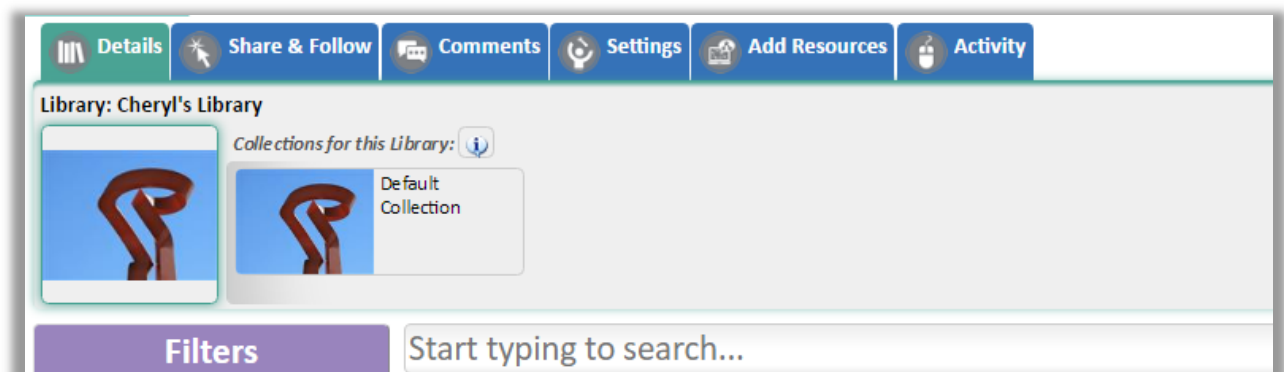 Details Share & Follow Comments Settings Add Resources Activity
Library: Cheryl's Library
Collections for this Library:
Default
Collection
Filters Start typing to search...